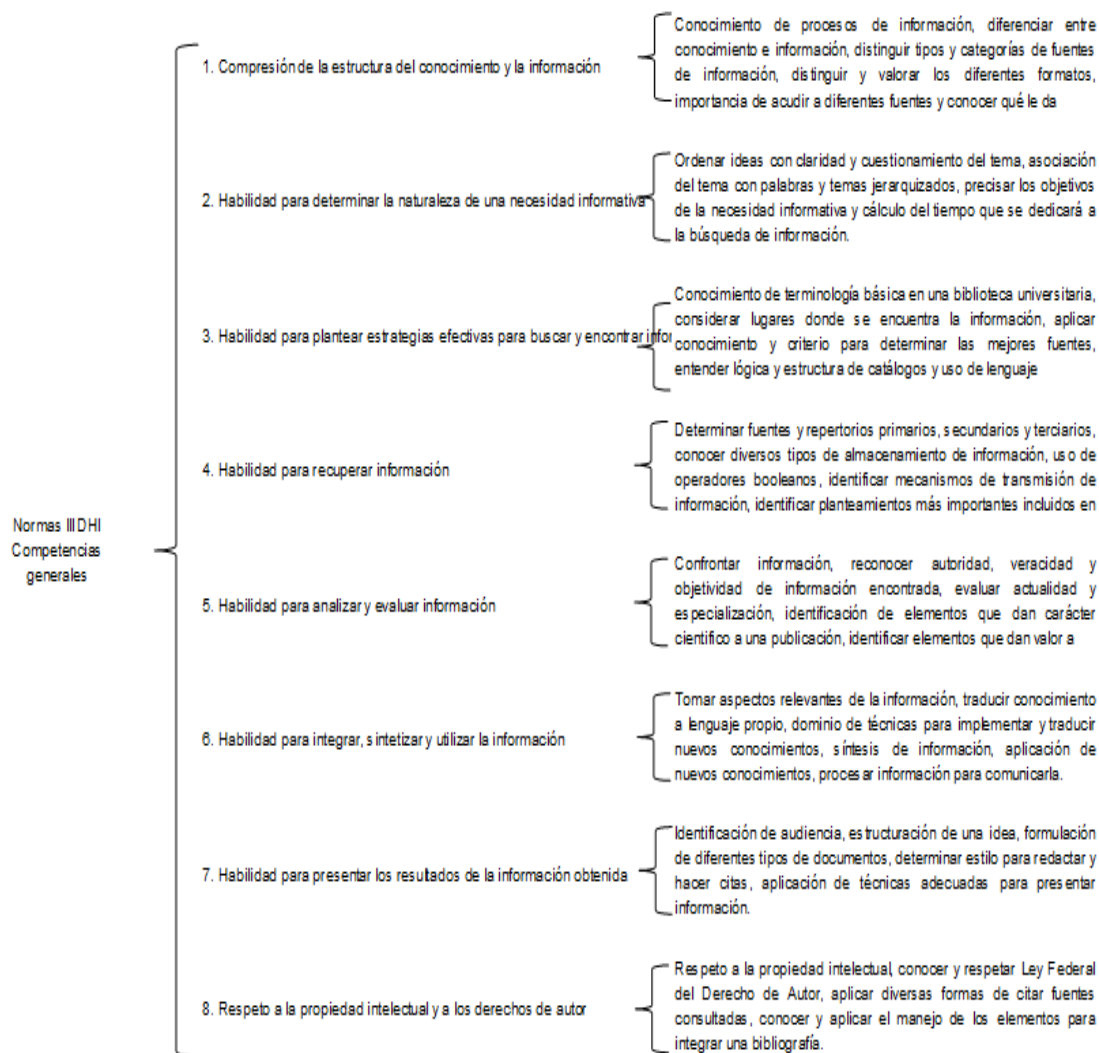 Normas III DHI
Competencias
generales
1. Compresión de la estructura del conocimiento y la información
Conocimiento de procesos de información, diferenciar entre
conocimiento e información, distinguir tipos y categorías de fuentes
de información, distinguir y valorar los diferentes formatos,
importancia de acudir a diferentes fuentes y conocer qué le da
2. Habilidad para determinar la naturaleza de una necesidad informativa
Ordenar ideas con claridad y cuestionamiento del tema, asociación
del tema con palabras y temas jerarquizados, precisar los objetivos
de la necesidad informativa y cálculo del tiempo que se dedicará a
la búsqueda de información.
3. Habilidad para plantear estrategias efectivas para buscar y encontrar infor
Conocimiento de terminología básica en una biblioteca universitaria,
considerar lugares donde se encuentra la información, aplicar
conocimiento y criterio para determinar las mejores fuentes,
entender lógica y estructura de catálogos y uso de lenguaje
4. Habilidad para recuperar información
Determinar fuentes y repertorios primarios, secundarios y terciarios,
conocer diversos tipos de almacenamiento de información, uso de
operadores booleanos, identificar mecanismos de transmisión de
información, identificar planteamientos más importantes incluidos en
5. Habilidad para analizar y evaluar información
Confrontar información, reconocer autoridad, veracidad y
objetividad de información encontrada, evaluar actualidad y
especialización, identificación de elementos que dan carácter
científico a una publicación, identificar elementos que dan valor a
6. Habilidad para integrar, sintetizar y utilizar la información
Tomar aspectos relevantes de la información, traducir conocimiento
a lenguaje propio, dominio de técnicas para implementar y traducir
nuevos conocimientos, síntesis de información, aplicación de
nuevos conocimientos, procesar información para comunicarla.
7. Habilidad para presentar los resultados de la información obtenida
Identificación de audiencia, estructuración de una idea, formulación
de diferentes tipos de documentos, determinar estilo para redactar y
hacer citas, aplicación de técnicas adecuadas para presentar
información.
8. Respeto a la propiedad intelectual y a los derechos de autor
Respeto a la propiedad intelectual, conocer y respetar Ley Federal
del Derecho de Autor, aplicar diversas formas de citar fuentes
consultadas, conocer y aplicar el manejo de los elementos para
integrar una bibliografía.